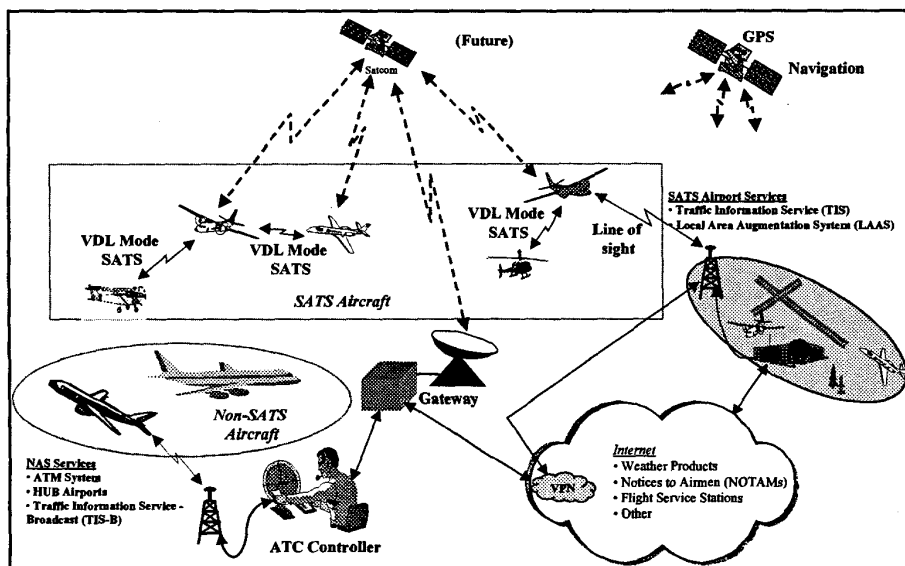 (Future)
GPS
Navigation
Satcom
SATS Airport Services
• Traffic Information Service (TIS)
• Local Area Augmentation System (LAAS)
VDL Mode
SATS
VDL Mode
SATS
VDL Mode
SATS
Line of
sight
SATS Aircraft
Non-SATS
Aircraft
Gateway
NAS Services
• ATM System
• HUB Airports
• Traffic Information Service -
Broadcast (TIS-B)
ATC Controller
VPN
Internet
• Weather Products
• Notices to Airmen (NOTAMs)
• Flight Service Stations
• Other